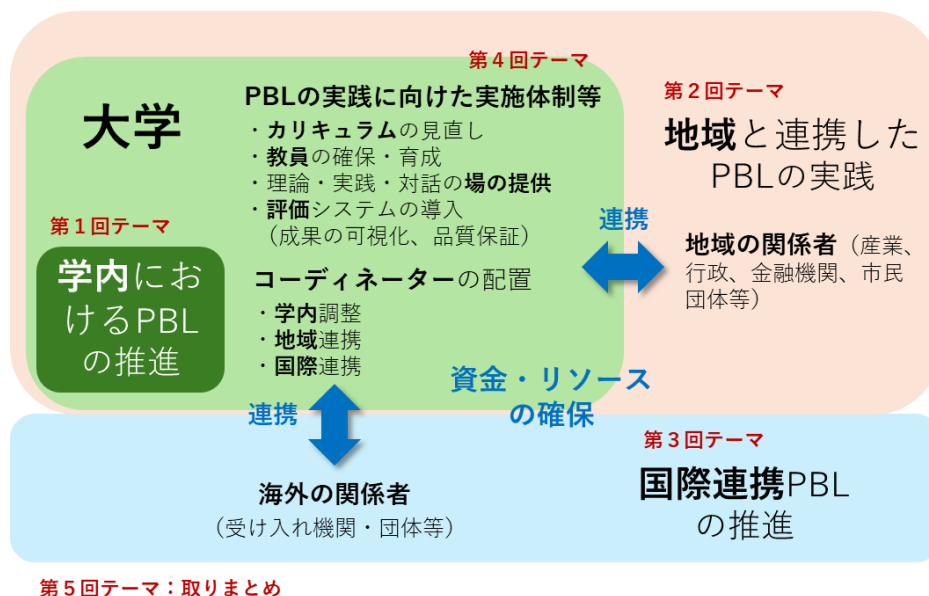 第4回テーマ
大学
PBLの実践に向けた実施体制等
・カリキュラムの見直し
・教員の確保・育成
・理論・実践・対話の場の提供
・評価システムの導入
（成果の可視化、品質保証）
コーディネーターの配置
・学内調整
・地域連携
・国際連携
第1回テーマ
学内にお
けるPBL
の推進
第2回テーマ
地域と連携した
PBLの実践
連携
地域の関係者（産業、
行政、金融機関、市民
団体等）
資金・リソース
の確保
連携
海外の関係者
（受け入れ機関・団体等）
第3回テーマ
国際連携PBL
の推進
第5回テーマ：取りまとめ